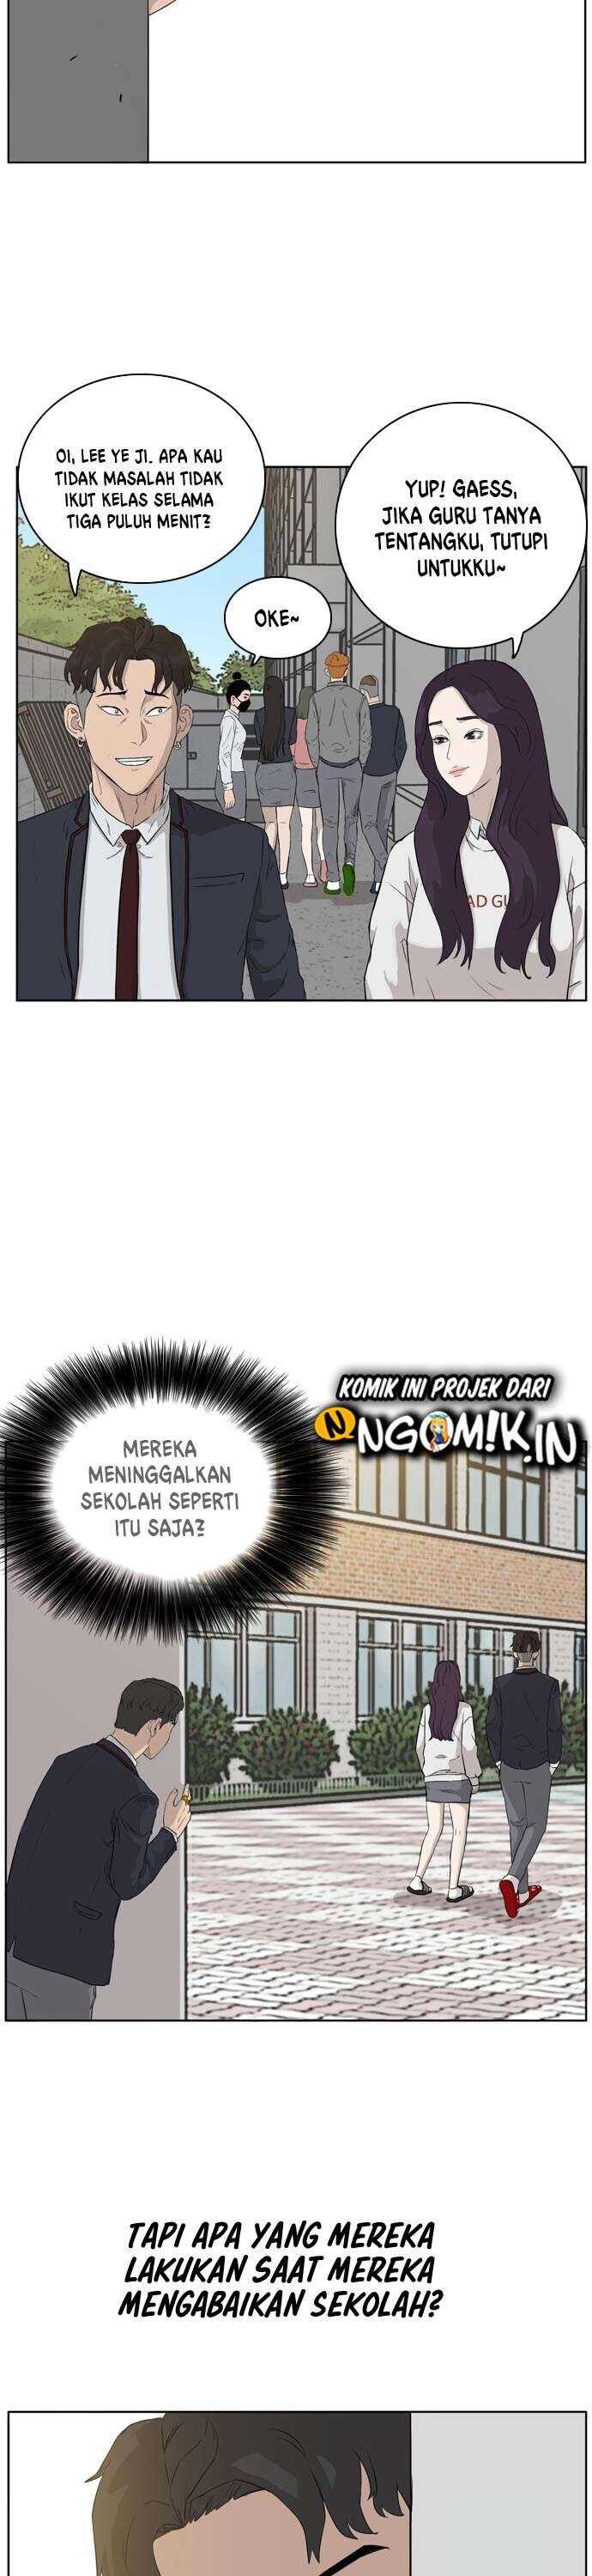 OI, LEE YE JI. APA KAU
TIDAK MASALAH TIDAK
IKUT KELAS SELAMA
TIGA PULUH MENIT?
OKE~
YUP! GAESS,
JIKA GURU TANYA
TENTANGKU, TUTUPI
UNTUKKU~
AD GU
KOMIK INI PROJEK DARI
N NGOMIK.IN
MEREKA
MENINGGALKAN
SEKOLAH SEPERTI
ITU SAJA?
TAPI APA YANG MEREKA
LAKUKAN SAAT MEREKA
MENGABAIKAN SEKOLAH?